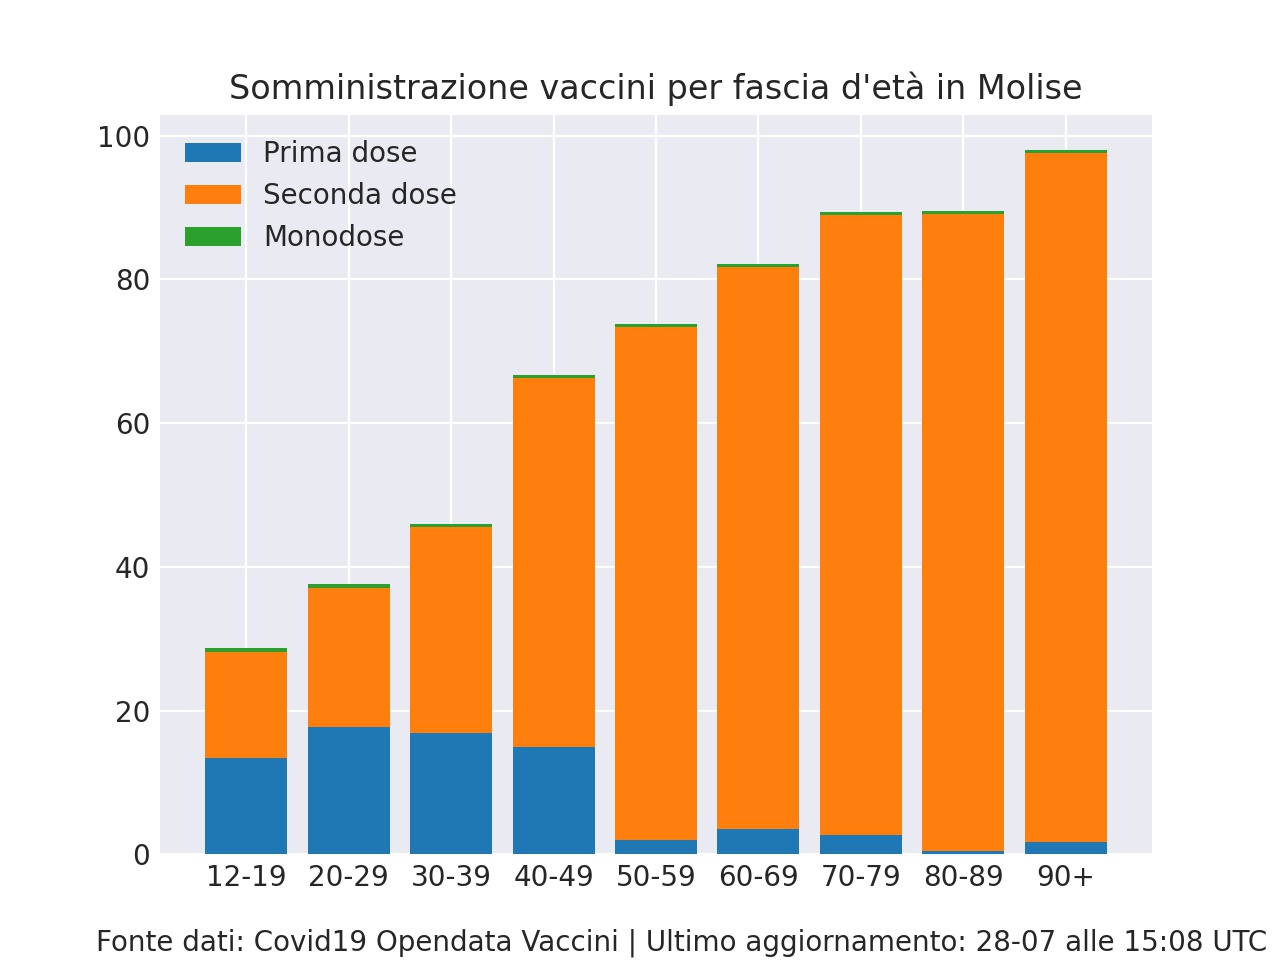 Somministrazione vaccini per fascia d'età in Molise
100
80
60
40
20
0
Prima dose
Seconda dose
Monodose
12-19 20-29 30-39 40-49 50-59 60-69 70-79 80-89 90+
Fonte dati: Covid19 Opendata Vaccini | Ultimo aggiornamento: 28-07 alle 15:08 UTC